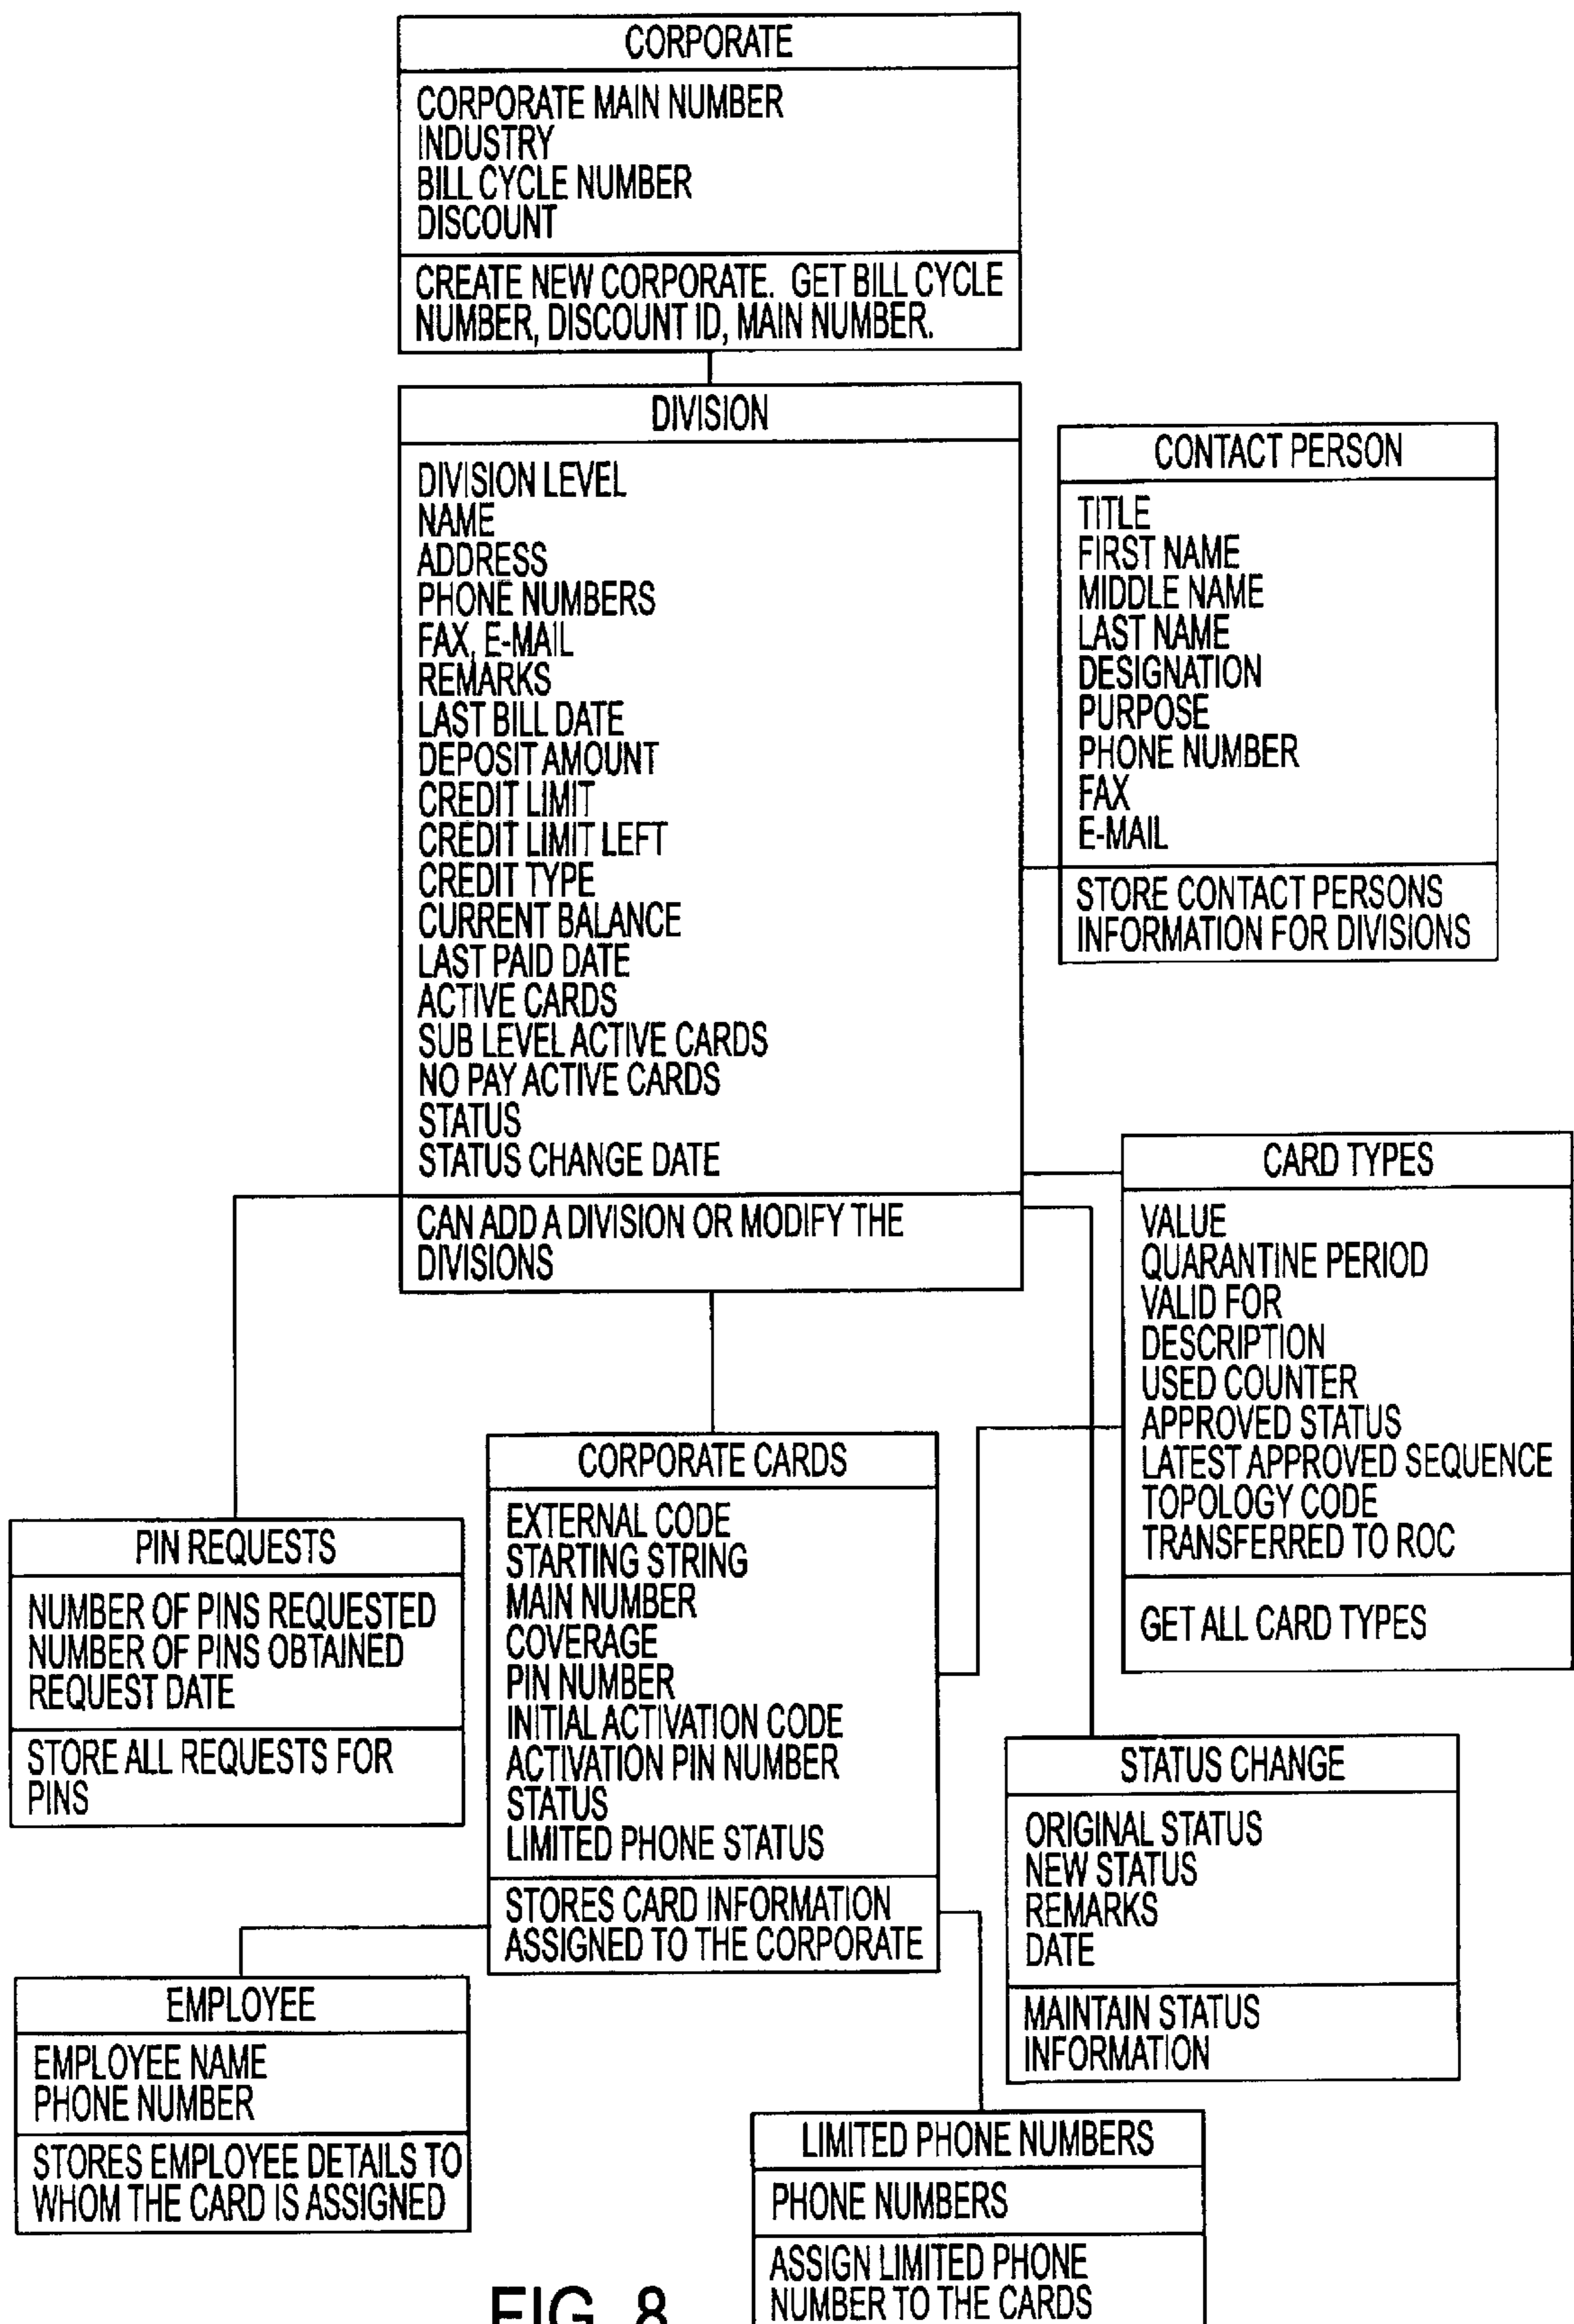 CORPORATE
CORPORATE MAIN NUMBER
INDUSTRY
BILL CYCLE NUMBER
DISCOUNT
CREATE NEW CORPORATE. GET BILL CYCLE
NUMBER, DISCOUNT ID, MAIN NUMBER.
DIVISION
DIVISION LEVEL
NAME
ADDRESS
PHONE NUMBERS
FAX, E-MAIL
REMARKS
LAST BILL DATE
DEPOSIT AMOUNT
CREDIT LIMIT
CREDIT LIMIT LEFT
CREDIT TYPE
CURRENT BALANCE
LAST PAID DATE
ACTIVE CARDS
SUB LEVEL ACTIVE CARDS
NO PAY ACTIVE CARDS
STATUS
STATUS CHANGE DATE
CAN ADD A DIVISION OR MODIFY THE
DIVISIONS
CONTACT PERSON
TITLE
FIRST NAME
MIDDLE NAME
LAST NAME
DESIGNATION
PURPOSE
PHONE NUMBER
FAX
E-MAIL
STORE CONTACT PERSONS
INFORMATION FOR DIVISIONS
CARD TYPES
VALUE
QUARANTINE PERIOD
VALID FOR
DESCRIPTION
USED COUNTER
APPROVED STATUS
LATEST APPROVED SEQUENCE
TOPOLOGY CODE
TRANSFERRED TO ROC
GET ALL CARD TYPES
CORPORATE CARDS
EXTERNAL CODE
STARTING STRING
MAIN NUMBER
COVERAGE
PIN NUMBER
INITIAL ACTIVATION CODE
ACTIVATION PIN NUMBER
STATUS
LIMITED PHONE STATUS
STORES CARD INFORMATION
ASSIGNED TO THE CORPORATE
PIN REQUESTS
NUMBER OF PINS REQUESTED
NUMBER OF PINS OBTAINED
REQUEST DATE
STORE ALL REQUESTS FOR
PINS
STATUS CHANGE
ORIGINAL STATUS
NEW STATUS
REMARKS
DATE
MAINTAIN STATUS
INFORMATION
EMPLOYEE
EMPLOYEE NAME
PHONE NUMBER
STORES EMPLOYEE DETAILS TO
WHOM THE CARD IS ASSIGNED
LIMITED PHONE NUMBERS
PHONE NUMBERS
ASSIGN LIMITED PHONE
NUMBER TO THE CARDS
FIG. 8